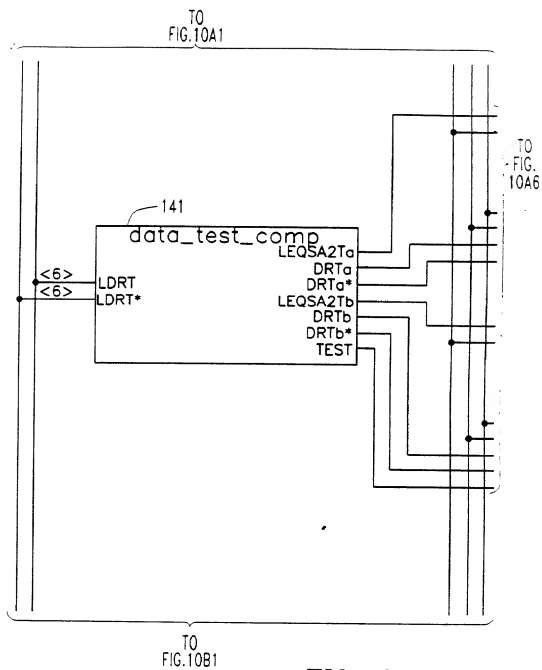 TO
FIG.10A1
TO
FIG.
10A6
141
data_test_comp
LEQSA2Ta
<6> LDRT
DRTa
<6> LDRT*
DRTa*
LEQSA2Tb
DRTb
DRTb*
TEST
TO
FIG.10B1